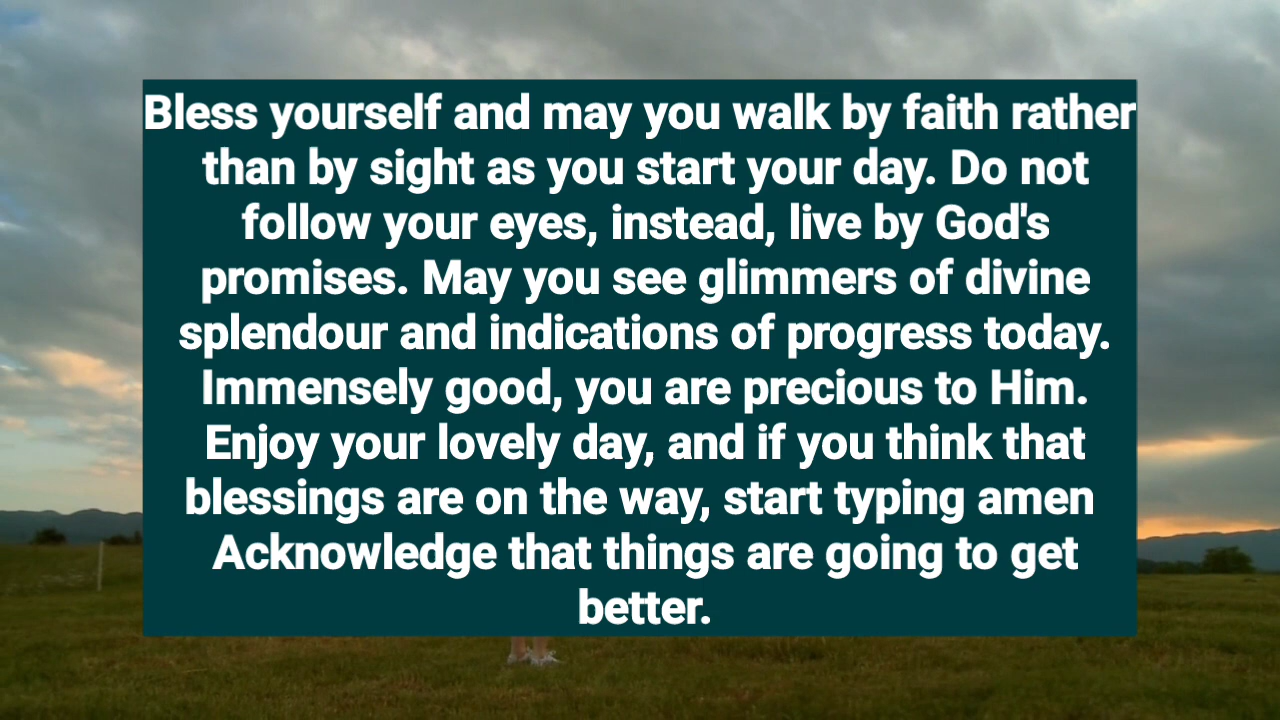 Bless yourself and may you walk by faith rather
than by sight as you start your day. Do not
follow your eyes, instead, live by God's
promises. May you see glimmers of divine
splendour and indications of progress today.
Immensely good, you are precious to Him.
Enjoy your lovely day, and if you think that
blessings are on the way, start typing amen
Acknowledge that things are going to get
better.